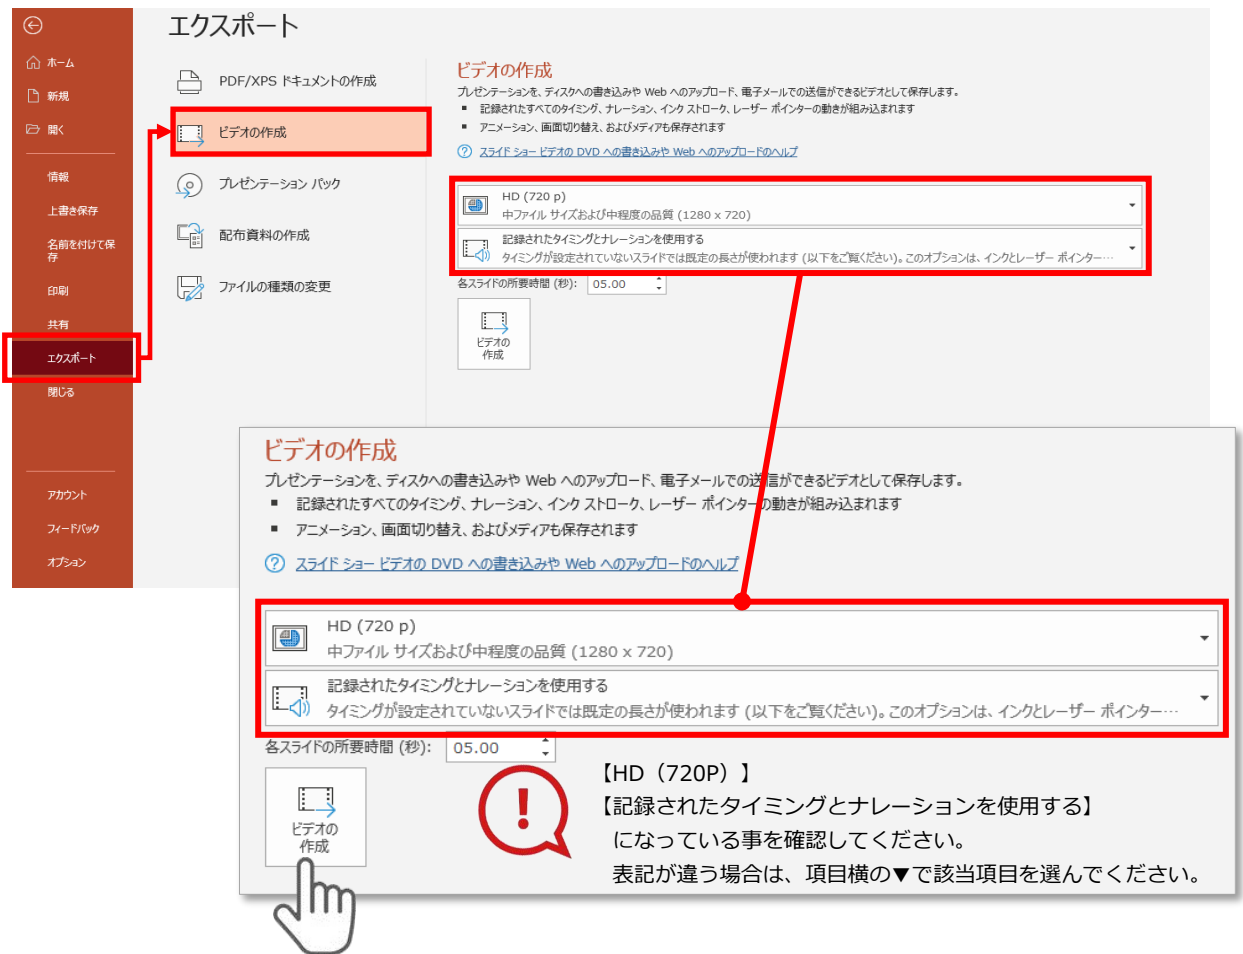 エクスポート
ホーム
新規
開く
情報
上書き保存
名前を付けて保
存
印刷
共有
エクスポート
閉じる
アカウント
フィードバック
オプション
PDF/XPS ドキュメントの作成
ビデオの作成
プレゼンテーション パック
配布資料の作成
ファイルの種類の変更
ビデオの作成
プレゼンテーションを、ディスクへの書き込みや Web へのアップロード、電子メールでの送信ができるビデオとして保存します。
▪ 記録されたすべてのタイミング、ナレーション、インク ストローク、レーザー ポインターの動きが組み込まれます
▪ アニメーション、画面切り替え、およびメディアも保存されます
? スライド ショー ビデオの DVD への書き込みや Web へのアップロードのヘルプ
HD (720 p)
中ファイル サイズおよび中程度の品質 (1280 x 720)
記録されたタイミングとナレーションを使用する
タイミングが設定されていないスライドでは既定の長さが使われます (以下をご覧ください)。このオプションは、インクとレーザー ポインター…
各スライドの所要時間 (秒): 05.00
ビデオの
作成
ビデオの作成
プレゼンテーションを、ディスクへの書き込みや Web へのアップロード、電子メールでの送信ができるビデオとして保存します。
▪ 記録されたすべてのタイミング、ナレーション、インク ストローク、レーザー ポインターの動きが組み込まれます
▪ アニメーション、画面切り替え、およびメディアも保存されます
? スライド ショー ビデオの DVD への書き込みや Web へのアップロードのヘルプ
HD (720 p)
中ファイル サイズおよび中程度の品質 (1280 x 720)
記録されたタイミングとナレーションを使用する
タイミングが設定されていないスライドでは既定の長さが使われます (以下をご覧ください)。このオプションは、インクとレーザー ポインター…
各スライドの所要時間 (秒): 05.00
ビデオの
作成
!
【HD（720P）】
【記録されたタイミングとナレーションを使用する】
になっている事を確認してください。
表記が違う場合は、項目横の▼で該当項目を選んでください。